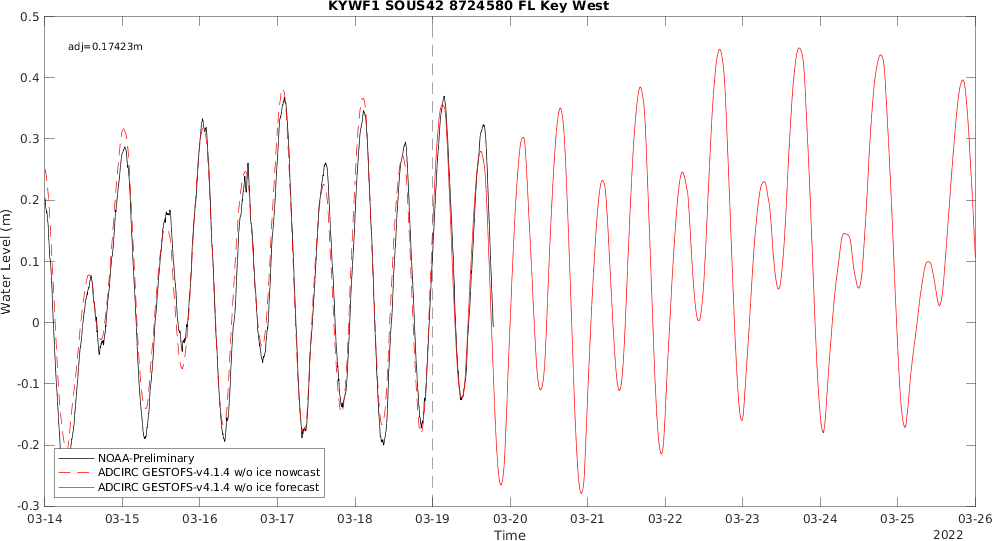 KYWF1 SOUS42 8724580 FL Key West
adj=0.17423m
Water Level (m)
0.5
0.4
0.3
0.2
0.1
0
-0.1
-0.2
-0.3
NOAA-Preliminary
ADCIRC GESTOFS-v4.1.4 w/o ice nowcast
ADCIRC GESTOFS-v4.1.4 w/o ice forecast
03-14 03-15 03-16 03-17 03-18 03-19 03-20 03-21 03-22 03-23 03-24 03-25 03-26
Time
2022